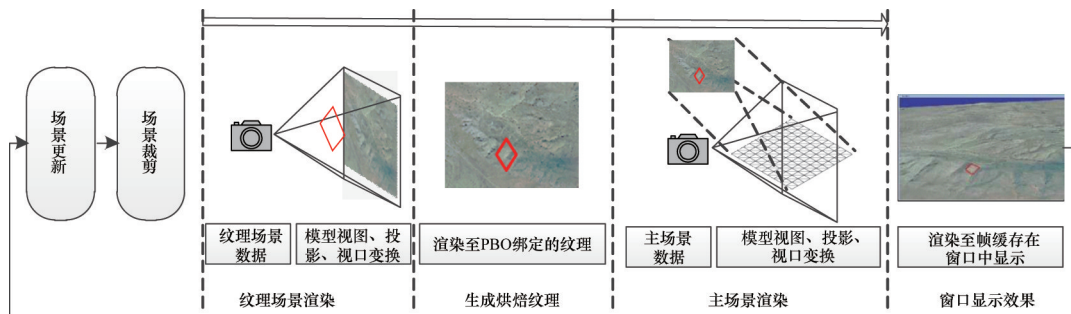 场景更新
场景裁剪
纹理场景
数据
模型视图、投
影、视口变换
渲染至PBO绑定的纹理
主场景
数据
模型视图、投影、
视口变换
渲染至帧缓存在
窗口中显示
纹理场景渲染
生成烘焙纹理
主场景渲染
窗口显示效果